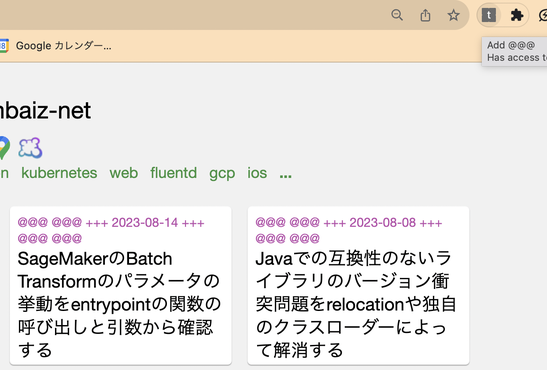 t
Google カレンダー...
Add @@@
Has access to
nbaiz-net
n kubernetes web fluentd gcp ios ...
@@@ @@@ +++ 2023-08-14 +++
@@@ @@@
SageMakerのBatch
Transformのパラメータの
挙動をentrypointの関数の
呼び出しと引数から確認
する
@@@ @@@ +++ 2023-08-08 +++
@@@ @@@
Javaでの互換性のないラ
イブラリのバージョン衝
突問題をrelocationや独自
のクラスローダーによっ
て解消する